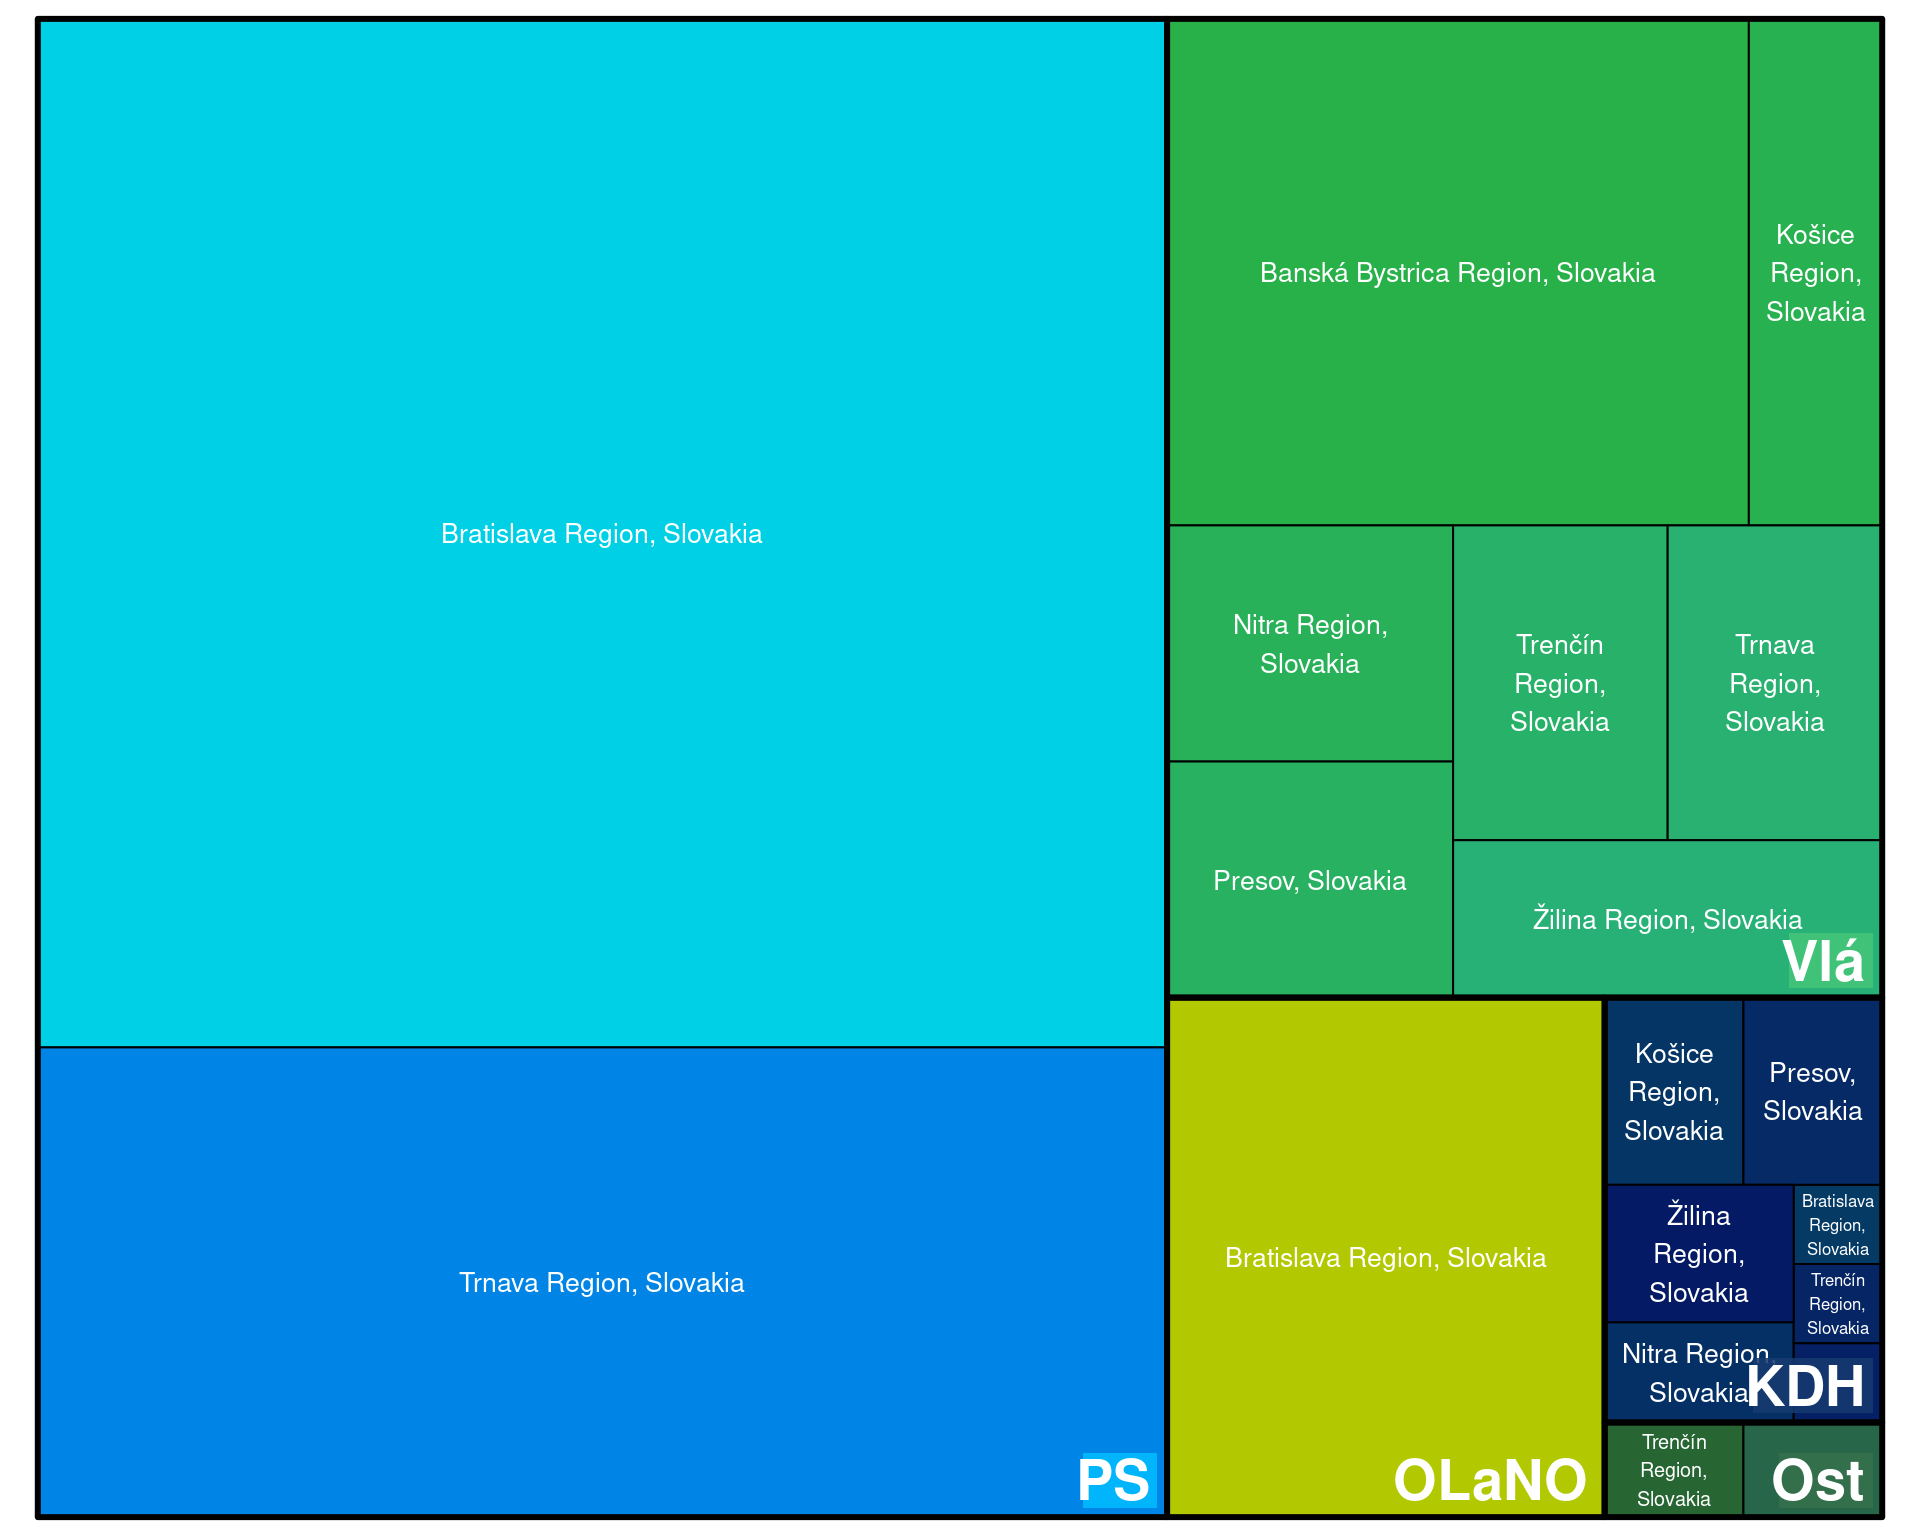 Bratislava Region, Slovakia
Trnava Region, Slovakia
PS
Banská Bystrica Region, Slovakia
Košice
Region,
Slovakia
Nitra Region,
Slovakia
Trenčín
Region,
Slovakia
Trnava
Region,
Slovakia
Presov, Slovakia
Žilina Region, Slovakia
Vlá
Bratislava Region, Slovakia
OLaNO
Košice
Region,
Slovakia
Presov,
Slovakia
Žilina
Region,
Slovakia
Bratislava
Region,
Slovakia
Trenčín
Region,
Slovakia
Nitra Region,
Slovakia
KDH
Trenčín
Region,
Slovakia
Ost